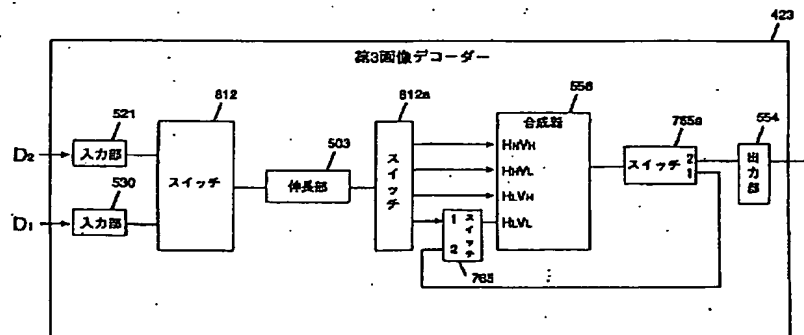 423
第3画像デコーダー
812
812a
556
521
合成器
765a
554
503
D2
入力部
HHVH
スイッチ
2
1
出力部
スイッチ
伸長部
スイッチ
HHVL
530
HLVH
D1
入力部
1
スイッチ
HLVL
2
765